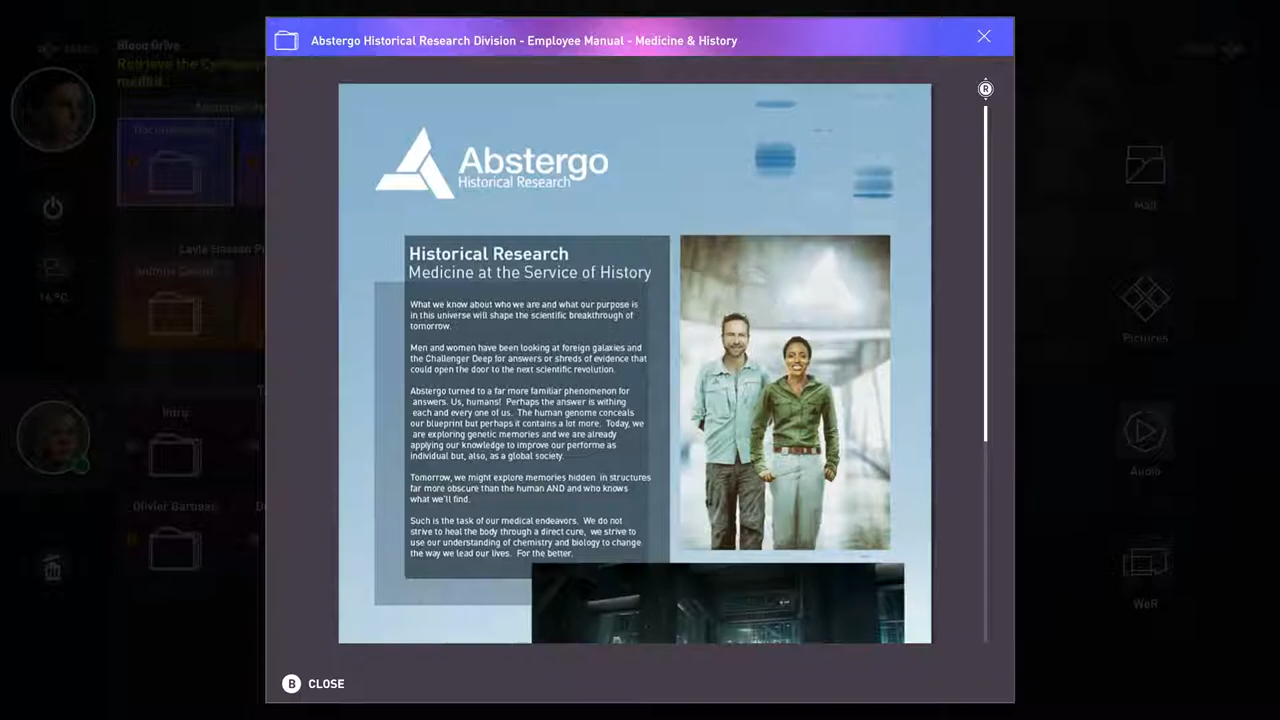 Abstergo Historical Research Division - Employee Manual - Medicine & History
Blood Drive
Retrieve the
medkit
R
Abstergo
Historical Research
Historical Research
Medicine at the Service of History
What we know about who we are and what our purpose is
in this universe will shape the scientific breakthrough of
tomorrow.
Men and women have been looking at foreign galaxies and
the Challenger Deep for answers or shreds of evidence that
could open the door to the next scientific revolution.
Abstergo turned to a far more familiar phenomenon for
answers. Us, humans! Perhaps the answer is withing
each and every one of us. The human genome conceals
our blueprint but perhaps it contains a lot more. Today, we
are exploring genetic memories and we are already
applying our knowledge to improve our performe as
individual but, also, as a global society.
Tomorrow, we might explore memories hidden in structures
far more obscure than the human AND and who knows
what we'll find.
Such is the task of our medical endeavors. We do not
strive to heal the body through a direct cure, we strive to
use our understanding of chemistry and biology to change
the way we lead our lives. For the better.
Mail
Pictures
Audio
WeR
Layla Hassan
Intru
Olivier Garneau
B CLOSE